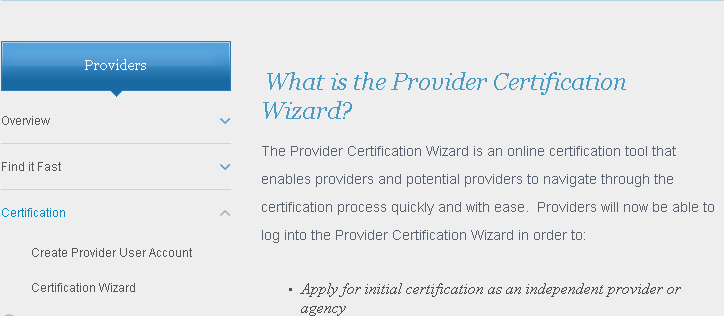 Providers
Overview
Find it Fast
Certification
Create Provider User Account
Certification Wizard
What is the Provider Certification
Wizard?
The Provider Certification Wizard is an online certification tool that
enables providers and potential providers to navigate through the
certification process quickly and with ease.  Providers will now be able to
log into the Provider Certification Wizard in order to:
• Apply for initial certification as an independent provider or
agency